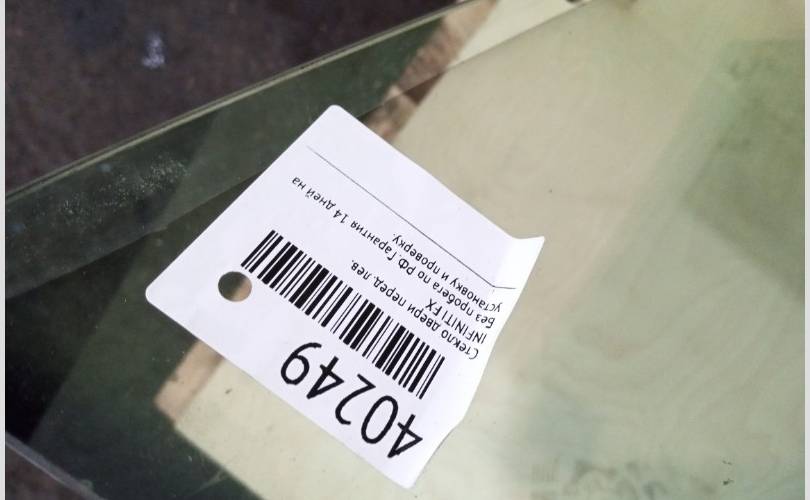 40249
Стекло двери перед. лев.
INFINITI FX
Без пробега по РФ. Гарантия 14 дней на
установку и проверку.